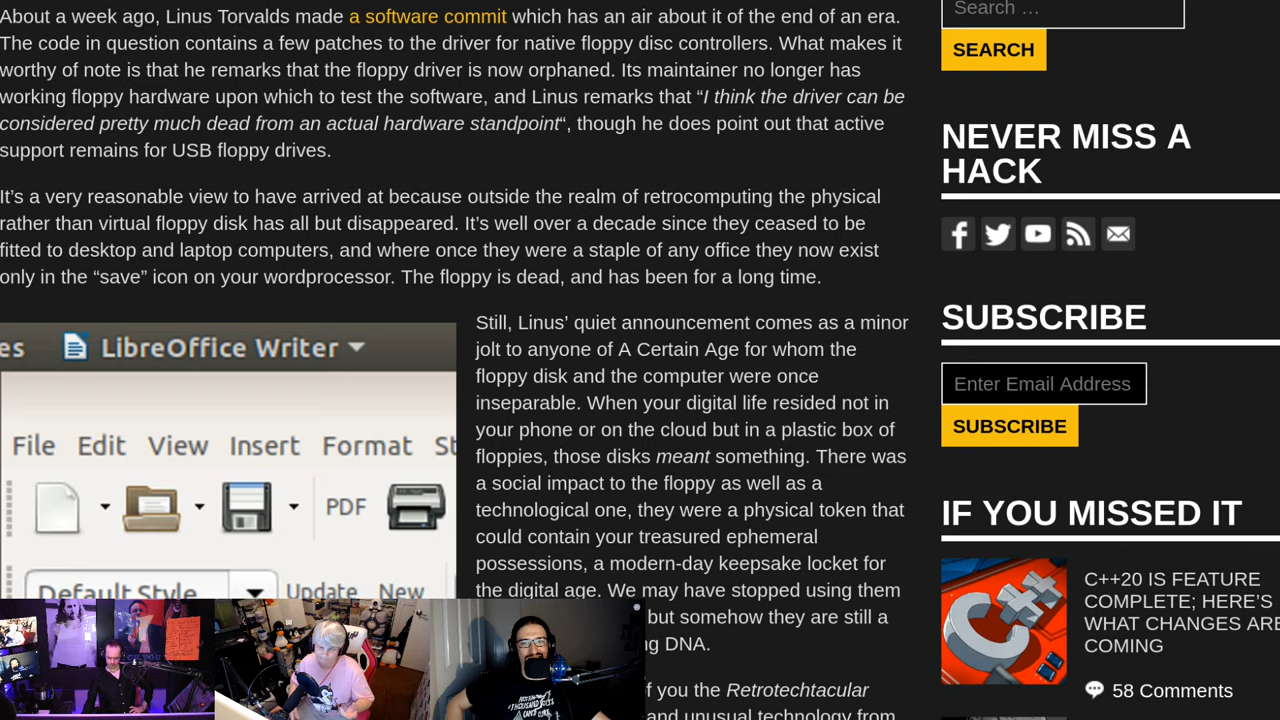 About a week ago, Linus Torvalds made a software commit which has an air about it of the end of an era.
The code in question contains a few patches to the driver for native floppy disc controllers. What makes it
worthy of note is that he remarks that the floppy driver is now orphaned. Its maintainer no longer has
working floppy hardware upon which to test the software, and Linus remarks that “I think the driver can be
considered pretty much dead from an actual hardware standpoint“, though he does point out that active
support remains for USB floppy drives.
It’s a very reasonable view to have arrived at because outside the realm of retrocomputing the physical
rather than virtual floppy disk has all but disappeared. It’s well over a decade since they ceased to be
fitted to desktop and laptop computers, and where once they were a staple of any office they now exist
only in the “save” icon on your wordprocessor. The floppy is dead, and has been for a long time.
es LibreOffice Writer
File Edit View Insert Format St
PDF
Default Style Update New
Still, Linus’ quiet announcement comes as a minor
jolt to anyone of A Certain Age for whom the
floppy disk and the computer were once
inseparable. When your digital life resided not in
your phone or on the cloud but in a plastic box of
floppies, those disks meant something. There was
a social impact to the floppy as well as a
technological one, they were a physical token that
could contain your treasured ephemeral
possessions, a modern-day keepsake locket for
the digital age. We may have stopped using them
but somehow they are still a
g DNA.
f you the Retrotechtacular
and unusual technology from
Search …
SEARCH
NEVER MISS A
HACK
SUBSCRIBE
Enter Email Address
SUBSCRIBE
IF YOU MISSED IT
C++20 IS FEATURE
COMPLETE; HERE’S
WHAT CHANGES ARE
COMING
58 Comments